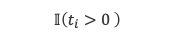 𝕀(tᵢ > 0)